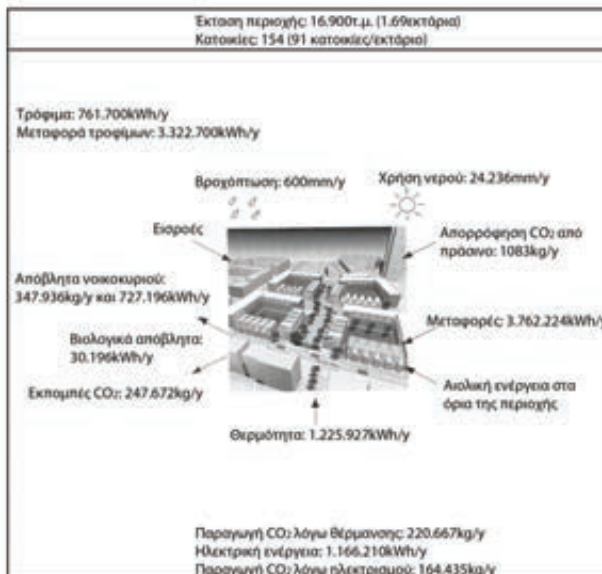 Έκταση περιοχής: 16.900τ.μ. (1.69εκτάρια)
Κατοικίες: 154 (91 κατοικίες/εκτάριο)
Τρόφιμα: 761.700kWh/y
Μεταφορά τροφίμων: 3.322.700kWh/y
Βροχόπτωση: 600mm/y
Χρήση νερού: 24.236mm/y
Εισροές
Απορρόφηση CO₂ από
πράσινο: 1083kg/y
Απόβλητα νοικοκυριού:
347.936kg/y και 727.196kWh/y
Μεταφορές: 3.762.224kWh/y
Βιολογικά απόβλητα:
30.196kWh/y
Εκπομπές CO₂: 247.672kg/y
Αιολική ενέργεια στα
όρια της περιοχής
Θερμότητα: 1.225.927kWh/y
Παραγωγή CO₂ λόγω θέρμανσης: 220.667kg/y
Ηλεκτρική ενέργεια: 1.166.210kWh/y
Παραγωγή CO₂ λόγω ηλεκτρισμού: 164.435kg/y